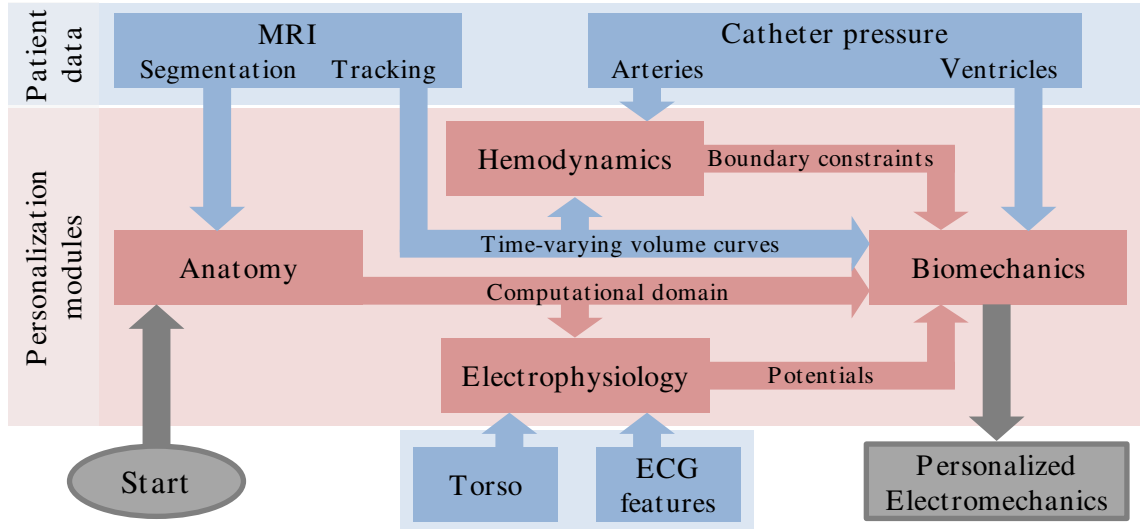 Patient
data
MRI
Segmentation Tracking
Catheter pressure
Arteries Ventricles
Personalization
modules
Hemodynamics
Boundary constraints
Anatomy
Time-varying volume curves
Biomechanics
Computational domain
Electrophysiology
Potentials
Start
Torso
ECG
features
Personalized
Electromechanics